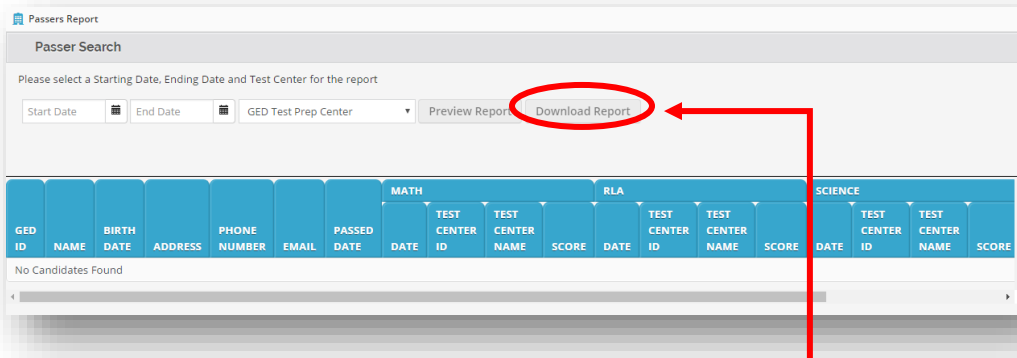 Passers Report
Passer Search
Please select a Starting Date, Ending Date and Test Center for the report
Start Date End Date GED Test Prep Center Preview Report Download Report
MATH RLA SCIENCE
GED ID NAME BIRTH DATE ADDRESS PHONE NUMBER EMAIL PASSED DATE DATE TEST CENTER ID TEST CENTER NAME SCORE DATE TEST CENTER ID TEST CENTER NAME SCORE DATE TEST CENTER ID TEST CENTER NAME SCORE
No Candidates Found